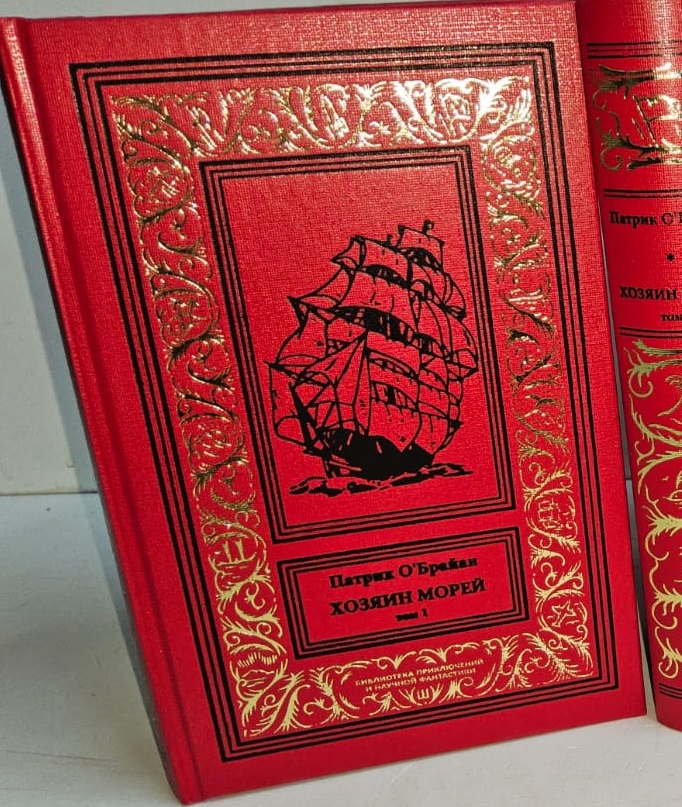 Патрик О'Брайан
ХОЗЯИН МОРЕЙ
том 1
БИБЛИОТЕКА ПРИКЛЮЧЕНИЙ
И НАУЧНОЙ ФАНТАСТИКИ
Ш
Патрик О'
ХОЗЯИН
том